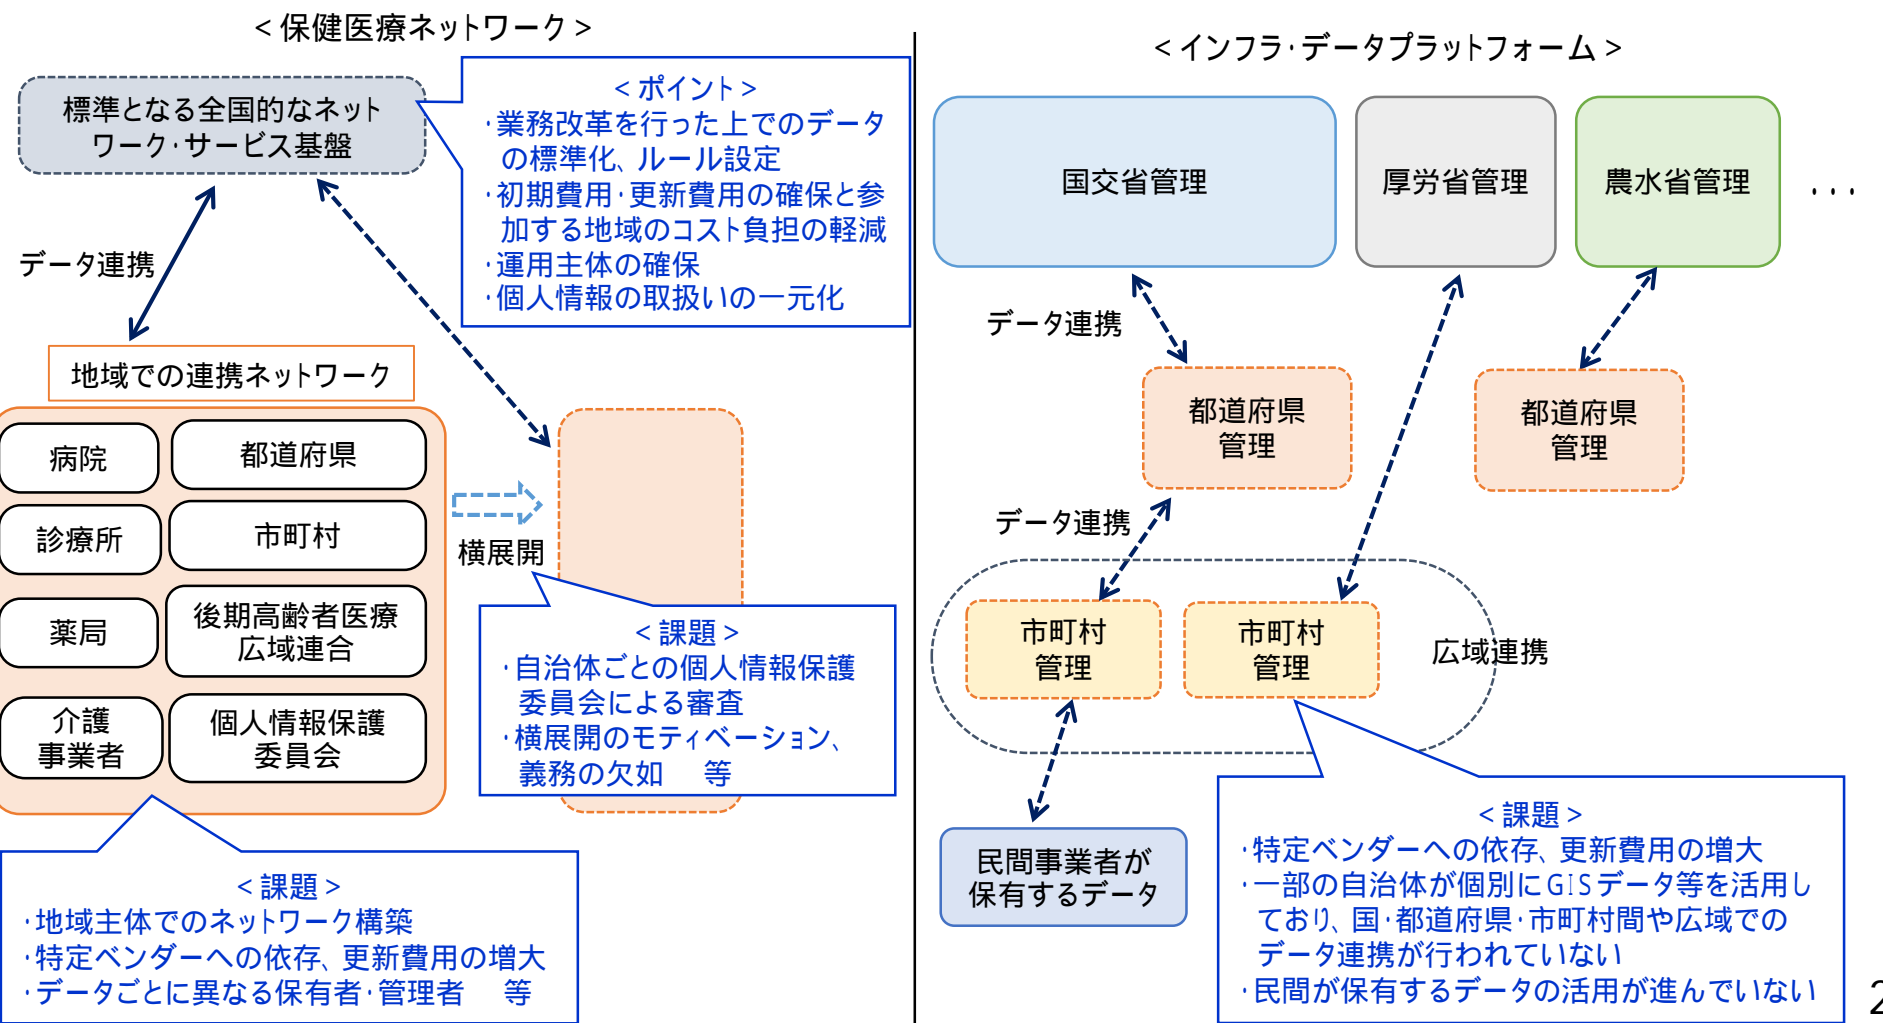 ＜保健医療ネットワーク＞
標準となる全国的なネット
ワーク・サービス基盤
＜ポイント＞
・業務改革を行った上でのデータ
の標準化、ルール設定
・初期費用・更新費用の確保と参
加する地域のコスト負担の軽減
・運用主体の確保
・個人情報の取扱いの一元化
データ連携
地域での連携ネットワーク
病院
都道府県
診療所
市町村
薬局
後期高齢者医療
広域連合
介護
事業者
個人情報保護
委員会
横展開
＜課題＞
・自治体ごとの個人情報保護
委員会による審査
・横展開のモティベーション、
義務の欠如　等
＜課題＞
・地域主体でのネットワーク構築
・特定ベンダーへの依存、更新費用の増大
・データごとに異なる保有者・管理者　等
＜インフラ・データプラットフォーム＞
国交省管理
厚労省管理
農水省管理
...
データ連携
都道府県
管理
都道府県
管理
データ連携
市町村
管理
市町村
管理
広域連携
民間事業者が
保有するデータ
＜課題＞
・特定ベンダーへの依存、更新費用の増大
・一部の自治体が個別にGISデータ等を活用し
ており、国・都道府県・市町村間や広域での
データ連携が行われていない
・民間が保有するデータの活用が進んでいない
2